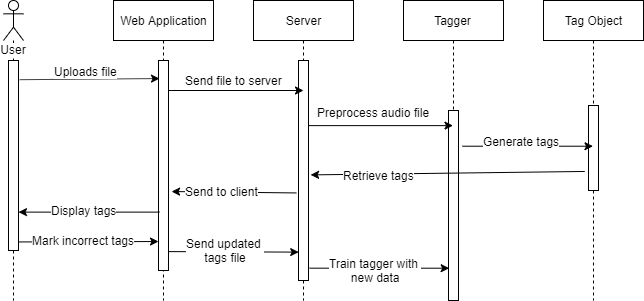 User
Web Application
Server
Tagger
Tag Object
Uploads file
Send file to server
Preprocess audio file
Generate tags
Retrieve tags
Send to client
Display tags
Mark incorrect tags
Send updated
tags file
Train tagger with
new data